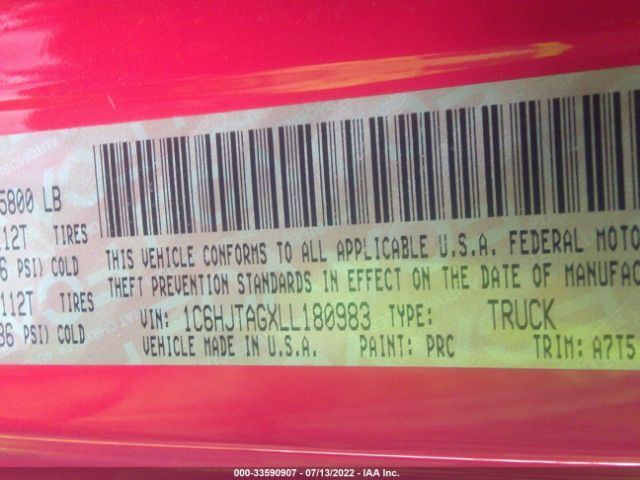 5800 LB
112T TIRES
6 PSI) COLD
112T TIRES
36 PSI) COLD
THIS VEHICLE CONFORMS TO ALL APPLICABLE U.S.A. FEDERAL MOTO
THEFT PREVENTION STANDARDS IN EFFECT ON THE DATE OF MANUFAC
VIN: 1C6HJTAGXLL180983 TYPE: TRUCK
VEHICLE MADE IN U.S.A. PAINT: PRC TRIM: A7T5
000-33590907 - 07/13/2022 - IAA Inc.